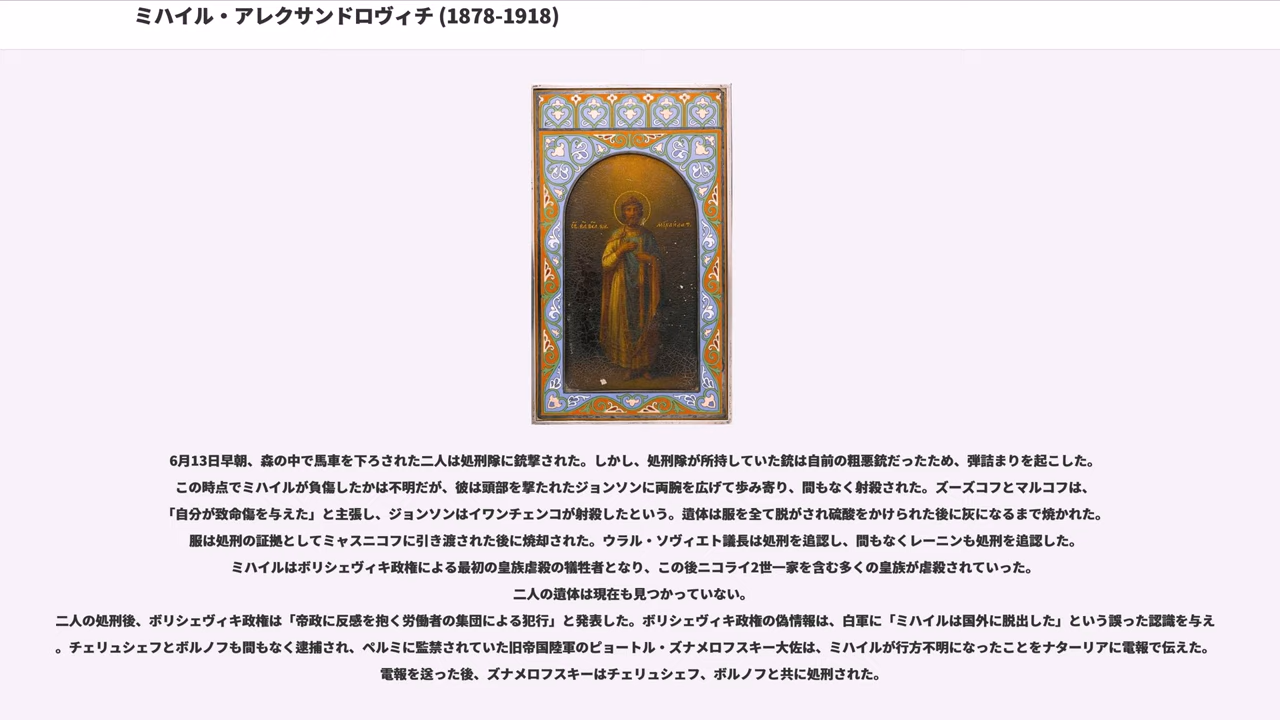 ミハイル・アレクサンドロヴィチ (1878-1918)
6月13日早朝、森の中で馬車を下ろされた二人は処刑隊に銃撃された。しかし、処刑隊が所持していた銃は自前の粗悪銃だったため、弾詰まりを起こした。
この時点でミハイルが負傷したかは不明だが、彼は頭部を撃たれたジョンソンに両腕を広げて歩み寄り、間もなく射殺された。ズーズコフとマルコフは、
「自分が致命傷を与えた」と主張し、ジョンソンはイワンチェンコが射殺したという。遺体は服を全て脱がされ硫酸をかけられた後に灰になるまで焼かれた。
服は処刑の証拠としてミャスニコフに引き渡された後に焼却された。ウラル・ソヴィエト議長は処刑を追認し、間もなくレーニンも処刑を追認した。
ミハイルはボリシェヴィキ政権による最初の皇族虐殺の犠牲者となり、この後ニコライ2世一家を含む多くの皇族が虐殺されていった。
二人の遺体は現在も見つかっていない。
二人の処刑後、ボリシェヴィキ政権は「帝政に反感を抱く労働者の集団による犯行」と発表した。ボリシェヴィキ政権の偽情報は、白軍に「ミハイルは国外に脱出した」という誤った認識を与え
。チェリュシェフとボルノフも間もなく逮捕され、ペルミに監禁されていた旧帝国陸軍のピョートル・ズナメロフスキー大佐は、ミハイルが行方不明になったことをナターリアに電報で伝えた。
電報を送った後、ズナメロフスキーはチェリュシェフ、ボルノフと共に処刑された。